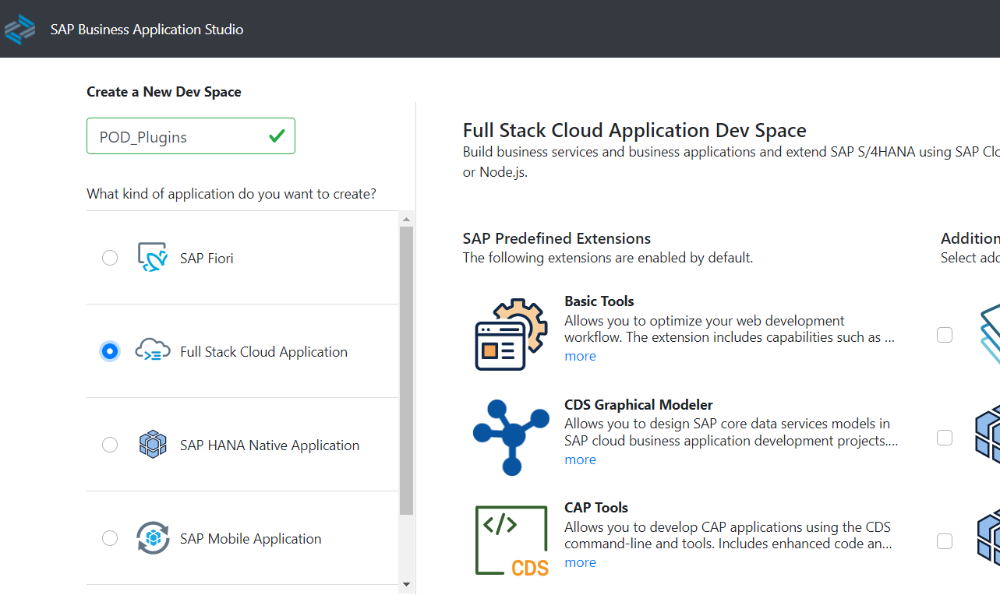 SAP Business Application Studio
Create a New Dev Space
POD_Plugins
What kind of application do you want to create?
SAP Fiori
Full Stack Cloud Application
SAP HANA Native Application
SAP Mobile Application
Full Stack Cloud Application Dev Space
Build business services and business applications and extend SAP S/4HANA using SAP Clo
or Node.js.
SAP Predefined Extensions
The following extensions are enabled by default.
Basic Tools
Allows you to optimize your web development
workflow. The extension includes capabilities such as ...
more
CDS Graphical Modeler
Allows you to design SAP core data services models in
SAP cloud business application development projects....
more
</> CDS
CAP Tools
Allows you to develop CAP applications using the CDS
command-line and tools. Includes enhanced code an...
more
Addition
Select add